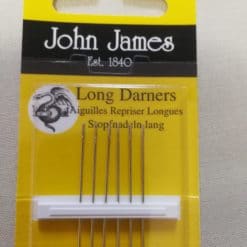 John James
Est. 1840
Long Darners
Aiguilles Repriser Longues
Stopfnadeln lang